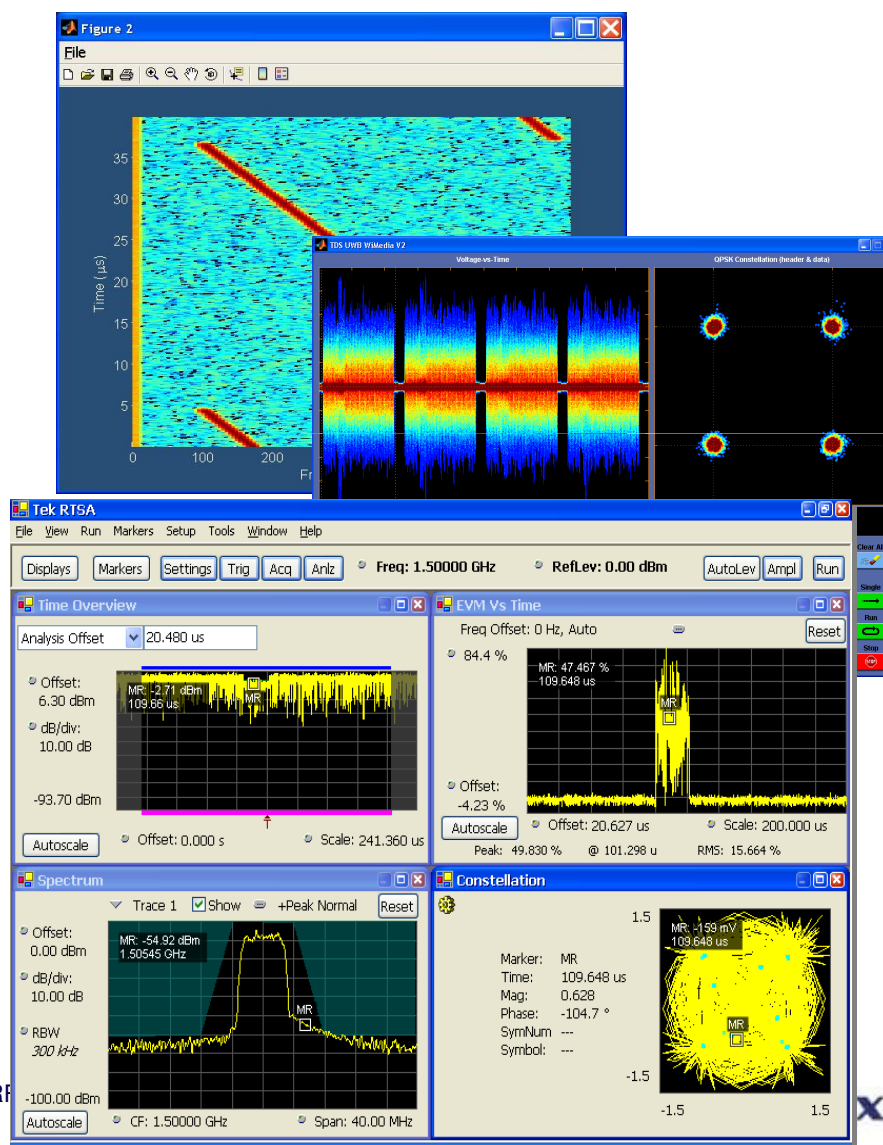 Figure 2
File
35
30
25
20
15
10
5
Time (μs)
0
100
200
Fr
TDS UWB WiMedia V2
Voltage-vs-Time
QPSK Constellation (header & data)
Clear Al
Single
Run
Stop
STOP
Tek RTSA
File View Run Markers Setup Tools Window Help
Displays Markers Settings Trig Acq Anlz Freq: 1.50000 GHz RefLev: 0.00 dBm AutoLev Ampl Run
Time Overview
Analysis Offset 20.480 us
Offset:
6.30 dBm
dB/div:
10.00 dB
-93.70 dBm
MR: -2.71 dBm
109.66 us
MR
Autoscale Offset: 0.000 s Scale: 241.360 us
EVM Vs Time
Freq Offset: 0 Hz, Auto Reset
84.4 %
MR: 47.467 %
109.648 us
MR
Offset:
-4.23 %
Autoscale Offset: 20.627 us Scale: 200.000 us
Peak: 49.830 % @ 101.298 u RMS: 15.664 %
Spectrum
Trace 1 Show +Peak Normal Reset
Offset:
0.00 dBm
dB/div:
10.00 dB
RBW
300 kHz
-100.00 dBm
MR: -54.92 dBm
1.50545 GHz
MR
Autoscale CF: 1.50000 GHz Span: 40.00 MHz
Constellation
Marker: MR
Time: 109.648 us
Mag: 0.628
Phase: -104.7 °
SymNum ---
Symbol: ---
1.5
-1.5
MR: -159 mV
109.648 us
MR
-1.5 1.5
RF
x